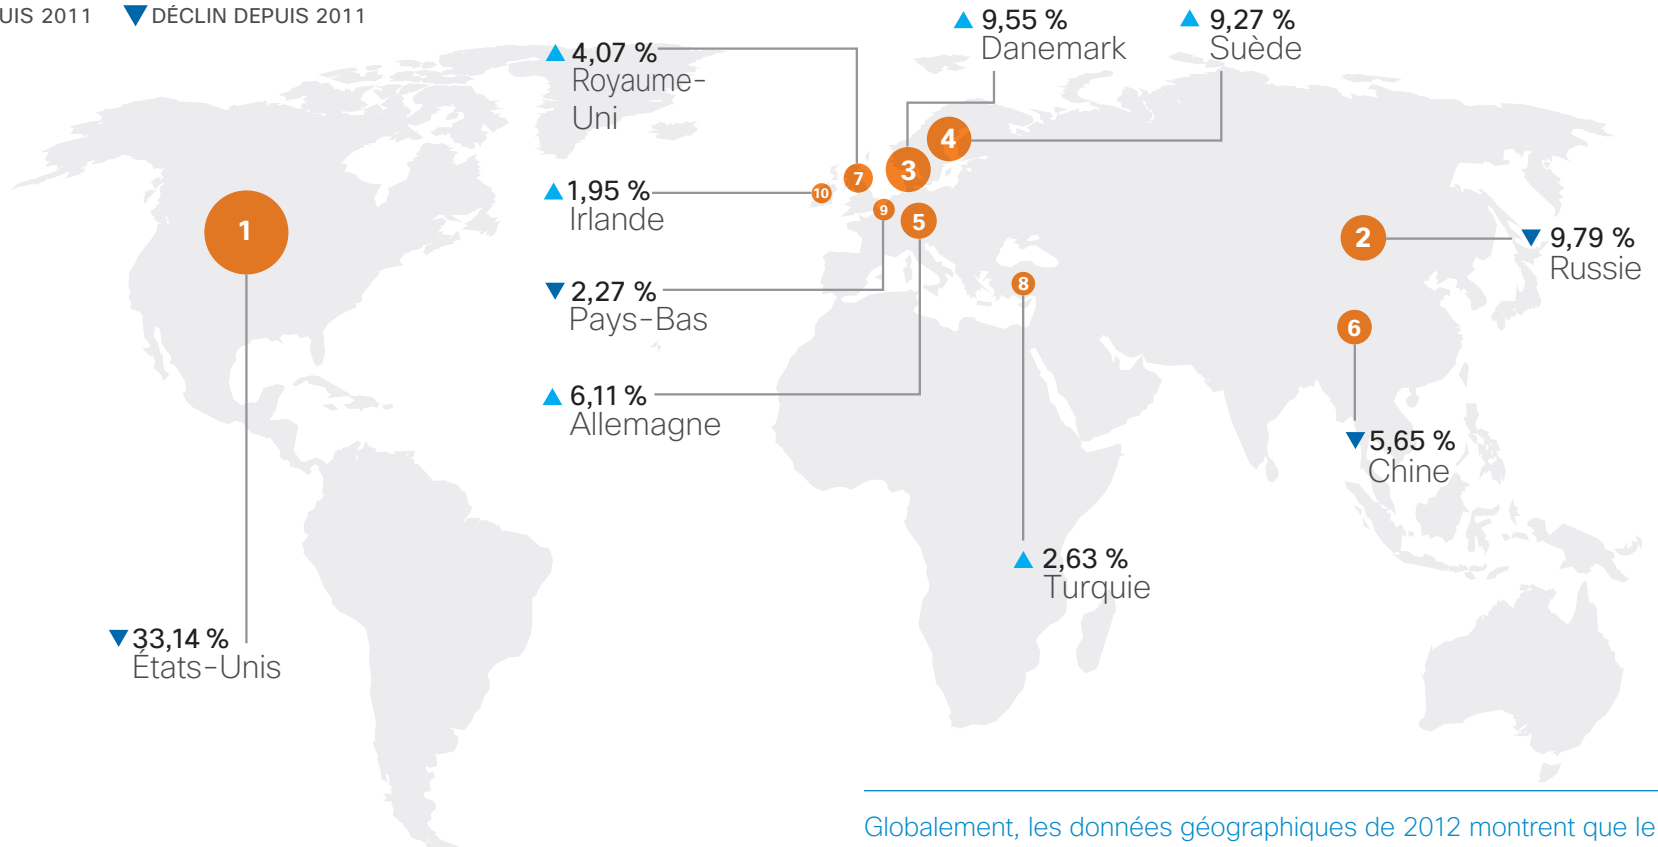 UIS 2011 DÉCLIN DEPUIS 2011
9,55 %
Danemark
9,27 %
Suède
4,07 %
Royaume-
Uni
4
3
7
10
1,95 %
Irlande
9
5
1
2
9,79 %
Russie
2,27 %
Pays-Bas
8
6
6,11 %
Allemagne
5,65 %
Chine
2,63 %
Turquie
33,14 %
États-Unis
Globalement, les données géographiques de 2012 montrent que le